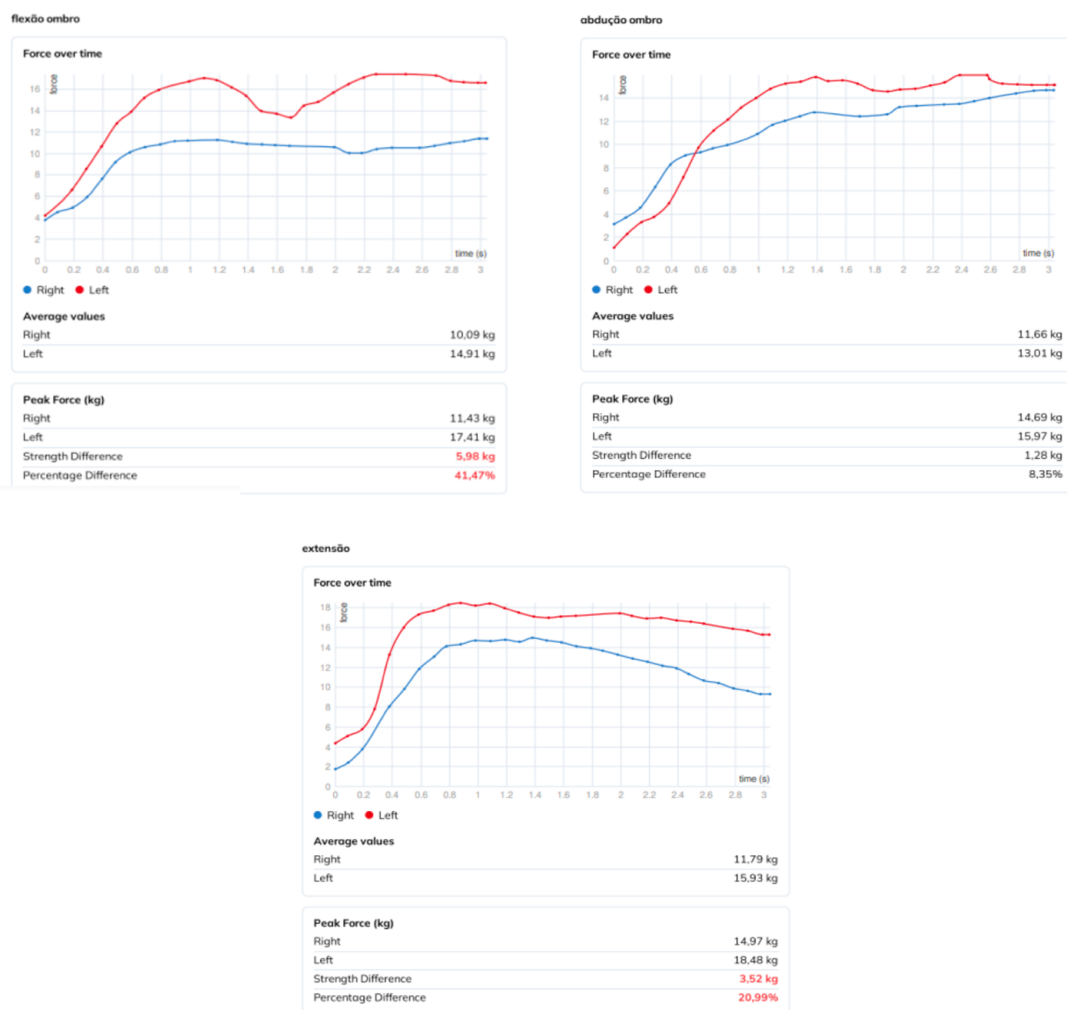 flexão ombro
Force over time
force
16
14
12
10
8
6
4
2
0
time (s)
0 0.2 0.4 0.6 0.8 1 1.2 1.4 1.6 1.8 2 2.2 2.4 2.6 2.8 3
Right Left
Average values
Right 10,09 kg
Left 14,91 kg
Peak Force (kg)
Right 11,43 kg
Left 17,41 kg
Strength Difference 5,98 kg
Percentage Difference 41,47%
abdução ombro
Force over time
force
14
12
10
8
6
4
2
0
time (s)
0 0.2 0.4 0.6 0.8 1 1.2 1.4 1.6 1.8 2 2.2 2.4 2.6 2.8 3
Right Left
Average values
Right 11,66 kg
Left 13,01 kg
Peak Force (kg)
Right 14,69 kg
Left 15,97 kg
Strength Difference 1,28 kg
Percentage Difference 8,35%
extensão
Force over time
force
18
16
14
12
10
8
6
4
2
0
time (s)
0 0.2 0.4 0.6 0.8 1 1.2 1.4 1.6 1.8 2 2.2 2.4 2.6 2.8 3
Right Left
Average values
Right 11,79 kg
Left 15,93 kg
Peak Force (kg)
Right 14,97 kg
Left 18,48 kg
Strength Difference 3,52 kg
Percentage Difference 20,99%